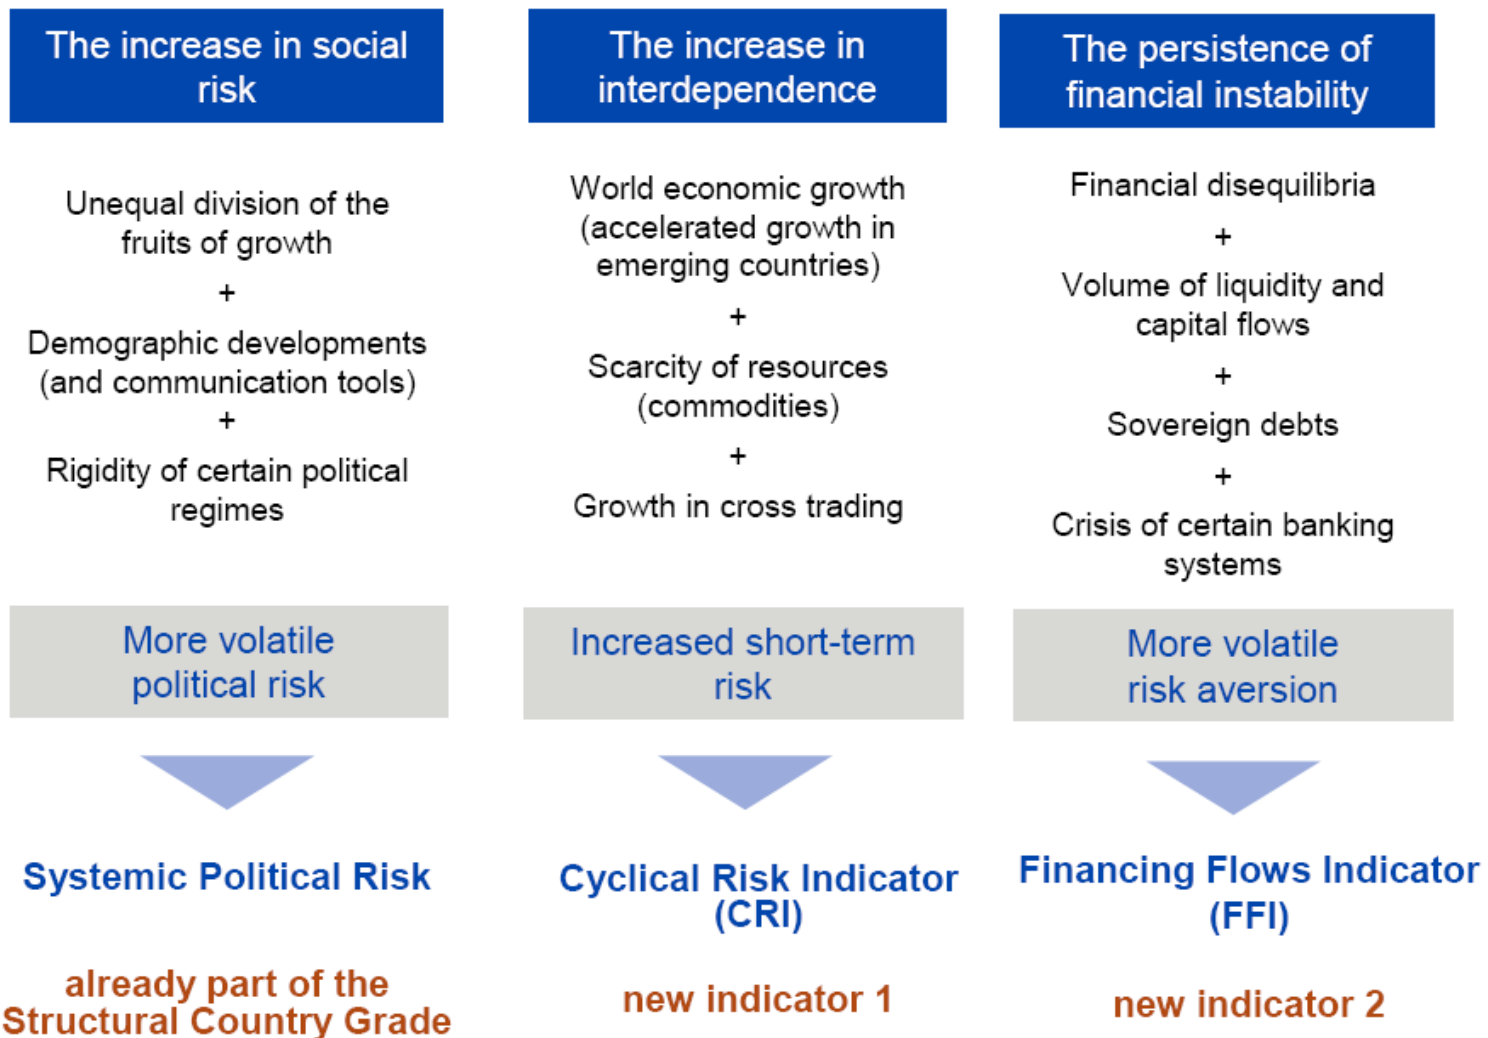 The increase in social
risk
Unequal division of the
fruits of growth
+
Demographic developments
(and communication tools)
+
Rigidity of certain political
regimes
More volatile
political risk
Systemic Political Risk
already part of the
Structural Country Grade
The increase in
interdependence
World economic growth
(accelerated growth in
emerging countries)
+
Scarcity of resources
(commodities)
+
Growth in cross trading
Increased short-term
risk
Cyclical Risk Indicator
(CRI)
new indicator 1
The persistence of
financial instability
Financial disequilibria
+
Volume of liquidity and
capital flows
+
Sovereign debts
+
Crisis of certain banking
systems
More volatile
risk aversion
Financing Flows Indicator
(FFI)
new indicator 2